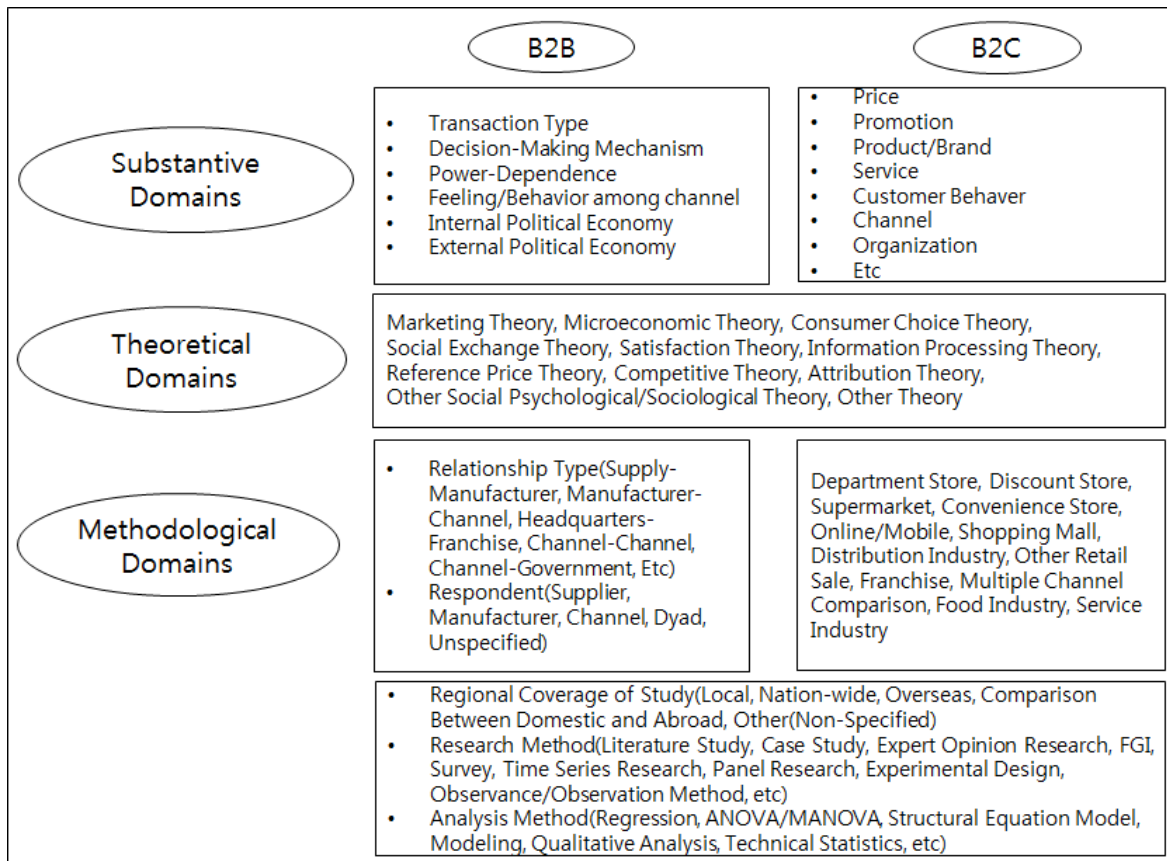 B2B
B2C
Substantive
Domains
• Transaction Type
• Decision-Making Mechanism
• Power-Dependence
• Feeling/Behavior among channel
• Internal Political Economy
• External Political Economy
• Price
• Promotion
• Product/Brand
• Service
• Customer Behaver
• Channel
• Organization
• Etc
Theoretical
Domains
Marketing Theory, Microeconomic Theory, Consumer Choice Theory,
Social Exchange Theory, Satisfaction Theory, Information Processing Theory,
Reference Price Theory, Competitive Theory, Attribution Theory,
Other Social Psychological/Sociological Theory, Other Theory
Methodological
Domains
• Relationship Type(Supply-
Manufacturer, Manufacturer-
Channel, Headquarters-
Franchise, Channel-Channel,
Channel-Government, Etc)
• Respondent(Supplier,
Manufacturer, Channel, Dyad,
Unspecified)
Department Store, Discount Store,
Supermarket, Convenience Store,
Online/Mobile, Shopping Mall,
Distribution Industry, Other Retail
Sale, Franchise, Multiple Channel
Comparison, Food Industry, Service
Industry
• Regional Coverage of Study(Local, Nation-wide, Overseas, Comparison
Between Domestic and Abroad, Other(Non-Specified)
• Research Method(Literature Study, Case Study, Expert Opinion Research, FGI,
Survey, Time Series Research, Panel Research, Experimental Design,
Observance/Observation Method, etc)
• Analysis Method(Regression, ANOVA/MANOVA, Structural Equation Model,
Modeling, Qualitative Analysis, Technical Statistics, etc)